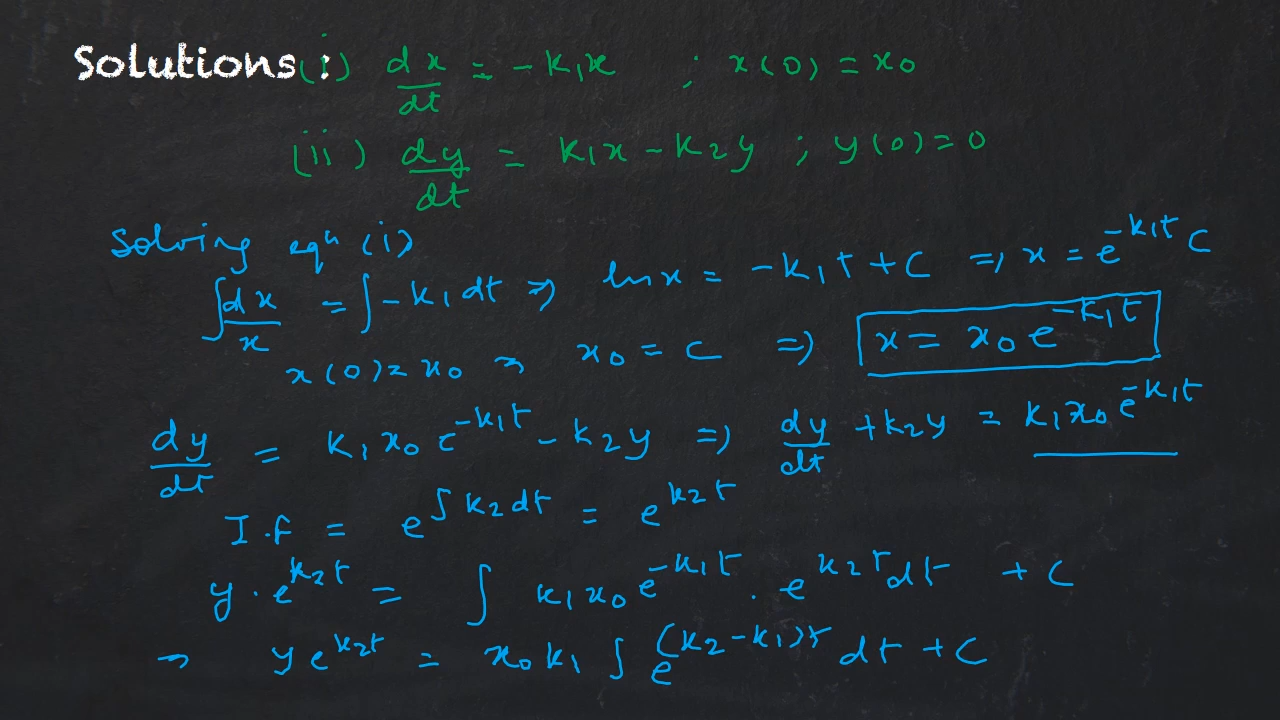 Solutions : (i) dx/dt = -k₁x ; x(0) = x₀
(ii) dy/dt = k₁x - k₂y ; y(0) = 0
Solving eqⁿ (i)
∫dx/x = ∫-k₁dt ⇒ ln x = -k₁t + C ⇒ x = e^{-k₁t} C
x(0) = x₀ ⇒ x₀ = C ⇒ x = x₀e^{-k₁t}
dy/dt = k₁x₀e^{-k₁t} - k₂y ⇒ dy/dt + k₂y = k₁x₀e^{-k₁t}
I.f = e^{∫k₂dt} = e^{k₂t}
y.e^{k₂t} = ∫ k₁x₀e^{-k₁t} . e^{k₂t}dt + C
⇒ ye^{k₂t} = x₀k₁ ∫ e^{(k₂-k₁)t} dt + C